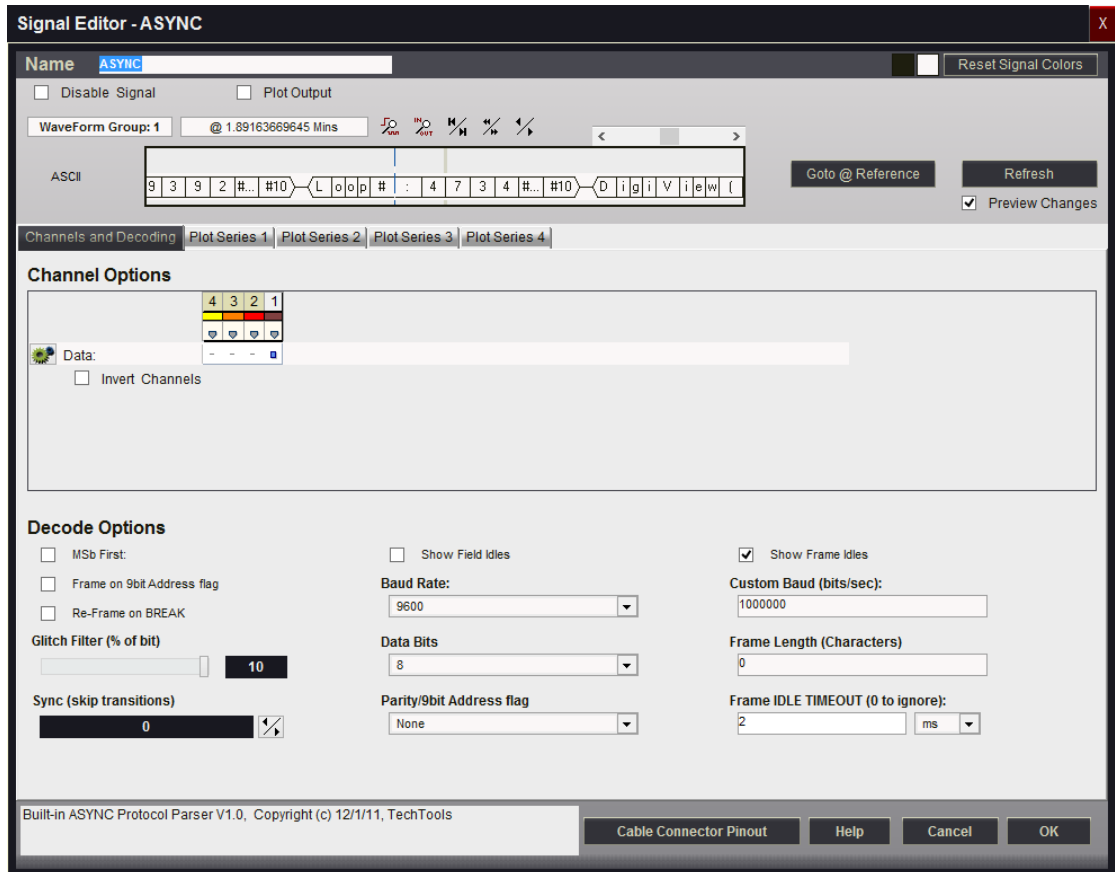 Signal Editor - ASYNC
X
Name ASYNC Reset Signal Colors
Disable Signal Plot Output
WaveForm Group: 1 @ 1.89163669645 Mins
ASCII 9 3 9 2 #... #10 L o o p # : 4 7 3 4 #... #10 D i g i V i e w ( Goto @ Reference Refresh
Preview Changes
Channels and Decoding Plot Series 1 Plot Series 2 Plot Series 3 Plot Series 4
Channel Options
4 3 2 1
Data: - - -
Invert Channels
Decode Options
MSb First: Show Field Idles Show Frame Idles
Frame on 9bit Address flag Baud Rate: Custom Baud (bits/sec):
9600 1000000
Re-Frame on BREAK
Glitch Filter (% of bit) Data Bits Frame Length (Characters)
10 8 0
Sync (skip transitions) Parity/9bit Address flag Frame IDLE TIMEOUT (0 to ignore):
0 None 2 ms
Built-in ASYNC Protocol Parser V1.0, Copyright (c) 12/1/11, TechTools
Cable Connector Pinout Help Cancel OK